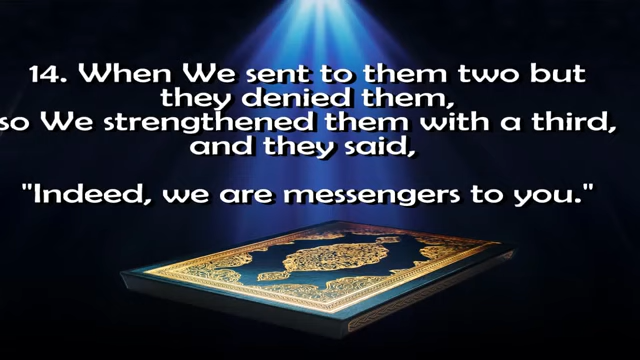 14. When We sent to them two but
they denied them,
so We strengthened them with a third,
and they said,
"Indeed, we are messengers to you."